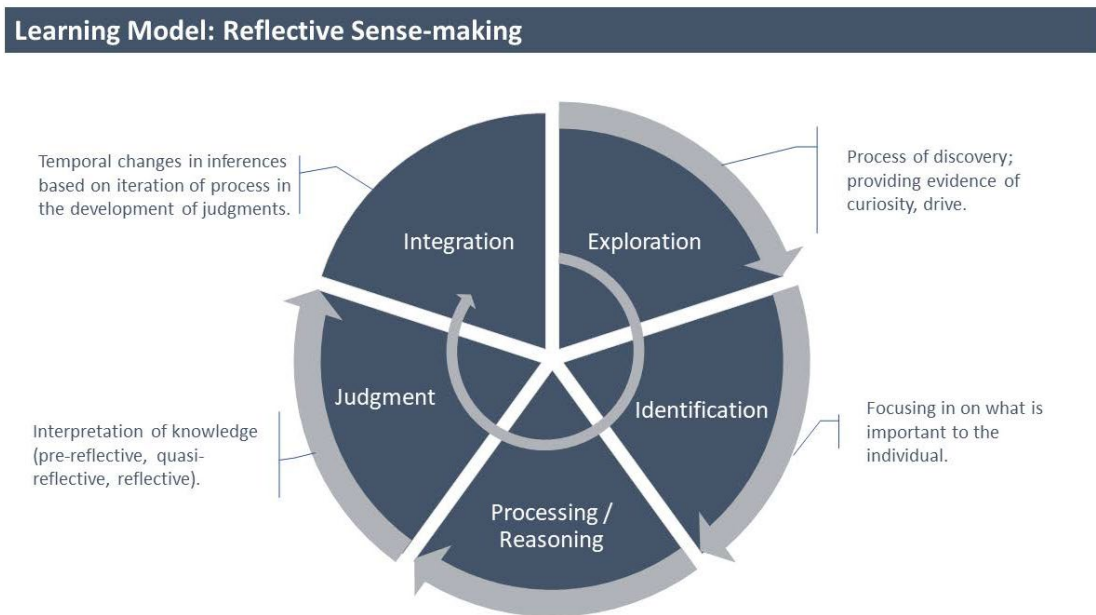 Learning Model: Reflective Sense-making
Temporal changes in inferences
based on iteration of process in
the development of judgments.
Process of discovery;
providing evidence of
curiosity, drive.
Integration
Exploration
Judgment
Identification
Interpretation of knowledge
(pre-reflective, quasi-
reflective, reflective).
Focusing in on what is
important to the
individual.
Processing /
Reasoning